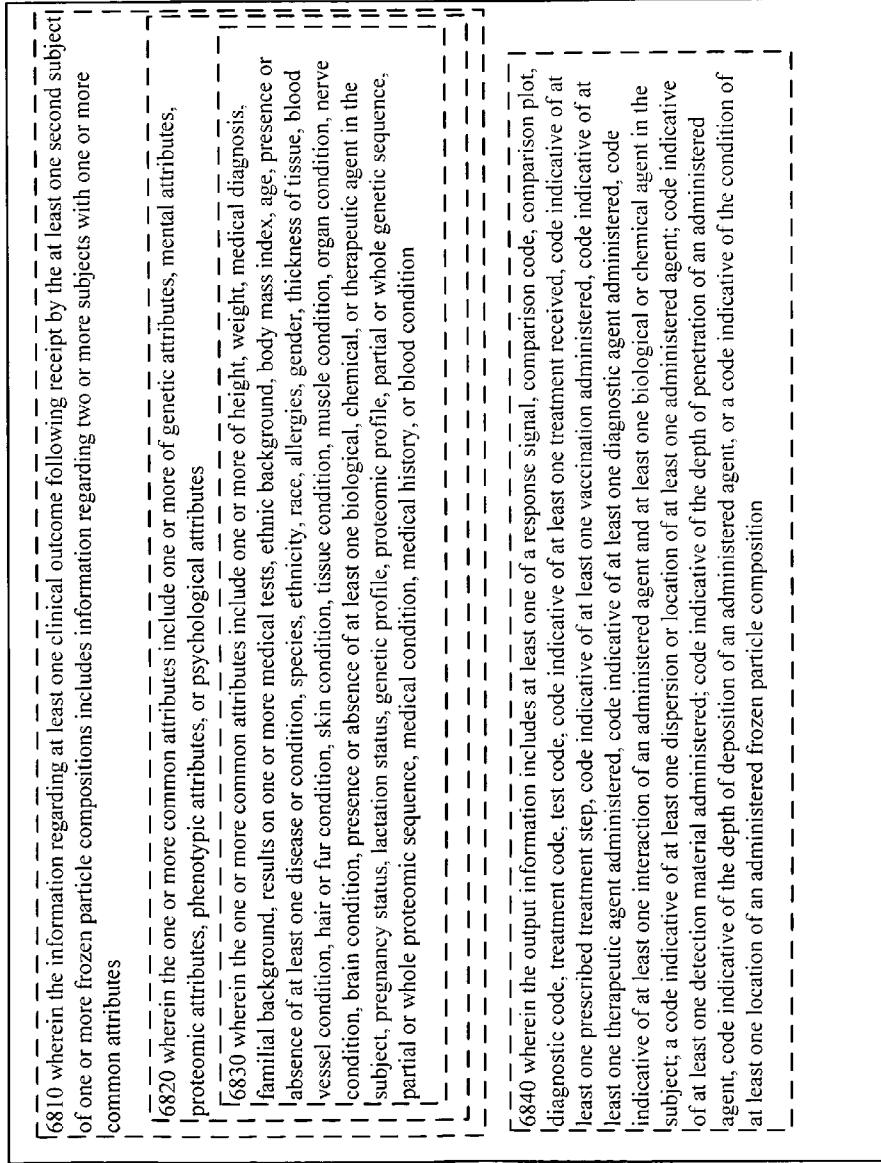 6810 wherein the information regarding at least one clinical outcome following receipt by the at least one second subject
of one or more frozen particle compositions includes information regarding two or more subjects with one or more
common attributes
6820 wherein the one or more common attributes include one or more of genetic attributes, mental attributes,
proteomic attributes, phenotypic attributes, or psychological attributes
6830 wherein the one or more common attributes include one or more of height, weight, medical diagnosis,
familial background, results on one or more medical tests, ethnic background, body mass index, age, presence or
absence of at least one disease or condition, species, ethnicity, race, allergies, gender, thickness of tissue, blood
vessel condition, hair or fur condition, skin condition, tissue condition, muscle condition, organ condition, nerve
condition, brain condition, presence or absence of at least one biological, chemical, or therapeutic agent in the
subject, pregnancy status, lactation status, genetic profile, proteomic profile, partial or whole genetic sequence,
partial or whole proteomic sequence, medical condition, medical history, or blood condition
6840 wherein the output information includes at least one of a response signal, comparison code, comparison plot,
diagnostic code, treatment code, test code, code indicative of at least one treatment received, code indicative of at
least one prescribed treatment step, code indicative of at least one vaccination administered, code indicative of at
least one therapeutic agent administered, code indicative of at least one diagnostic agent administered, code
indicative of at least one interaction of an administered agent and at least one biological or chemical agent in the
subject; a code indicative of at least one dispersion or location of at least one administered agent; code indicative
of at least one detection material administered; code indicative of the depth of penetration of an administered
agent, code indicative of the depth of deposition of an administered agent, or a code indicative of the condition of
at least one location of an administered frozen particle composition